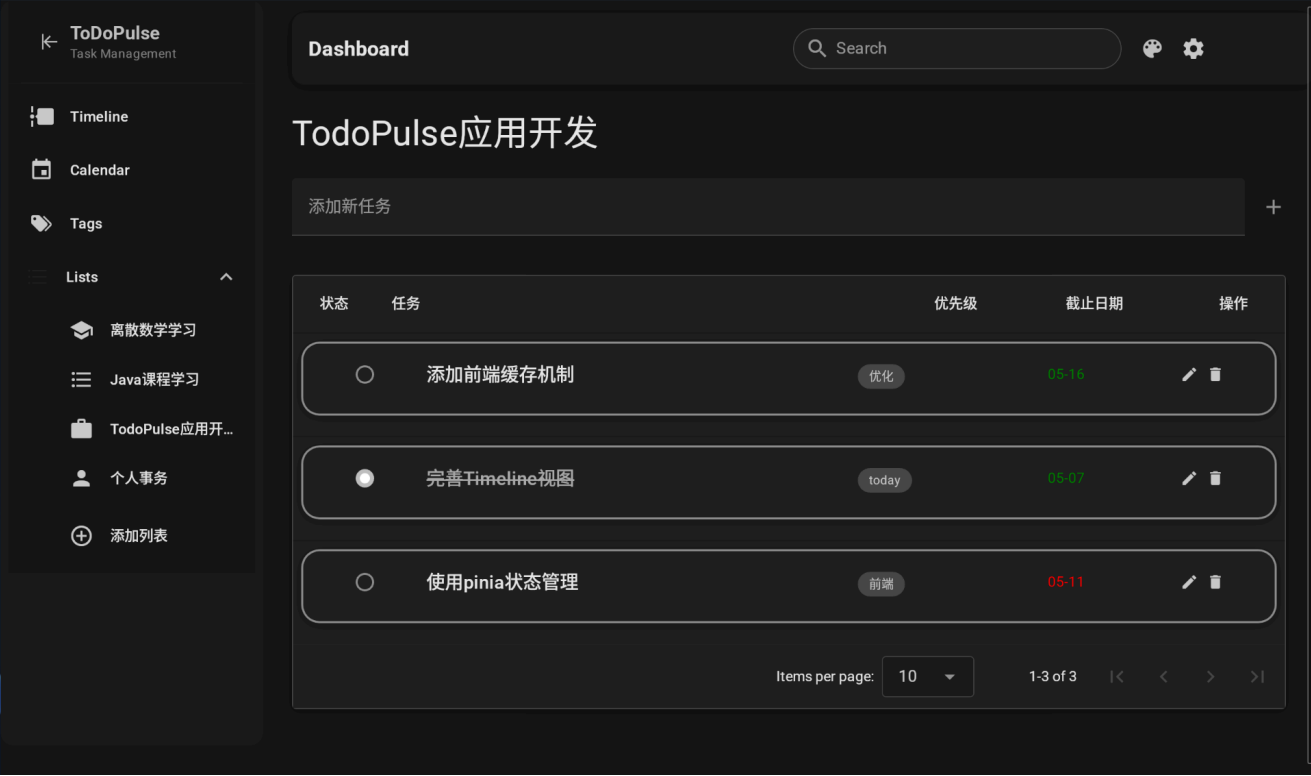 ToDoPulse
Task Management
Timeline
Calendar
Tags
Lists
离散数学学习
Java课程学习
TodoPulse应用开...
个人事务
添加列表
Dashboard
Search
TodoPulse应用开发
添加新任务
状态 任务 优先级 截止日期 操作
添加前端缓存机制 优化 05-16
完善Timeline视图 today 05-07
使用pinia状态管理 前端 05-11
Items per page: 10 1-3 of 3